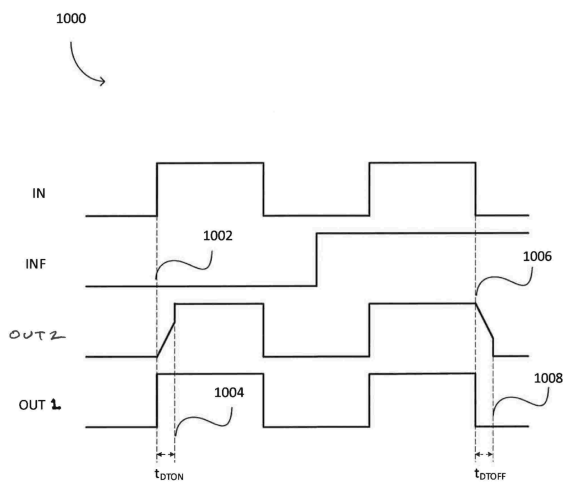 1000
IN
1002
INF
1006
OUT2
1008
OUT 1
1004
tDTON
tDTOFF